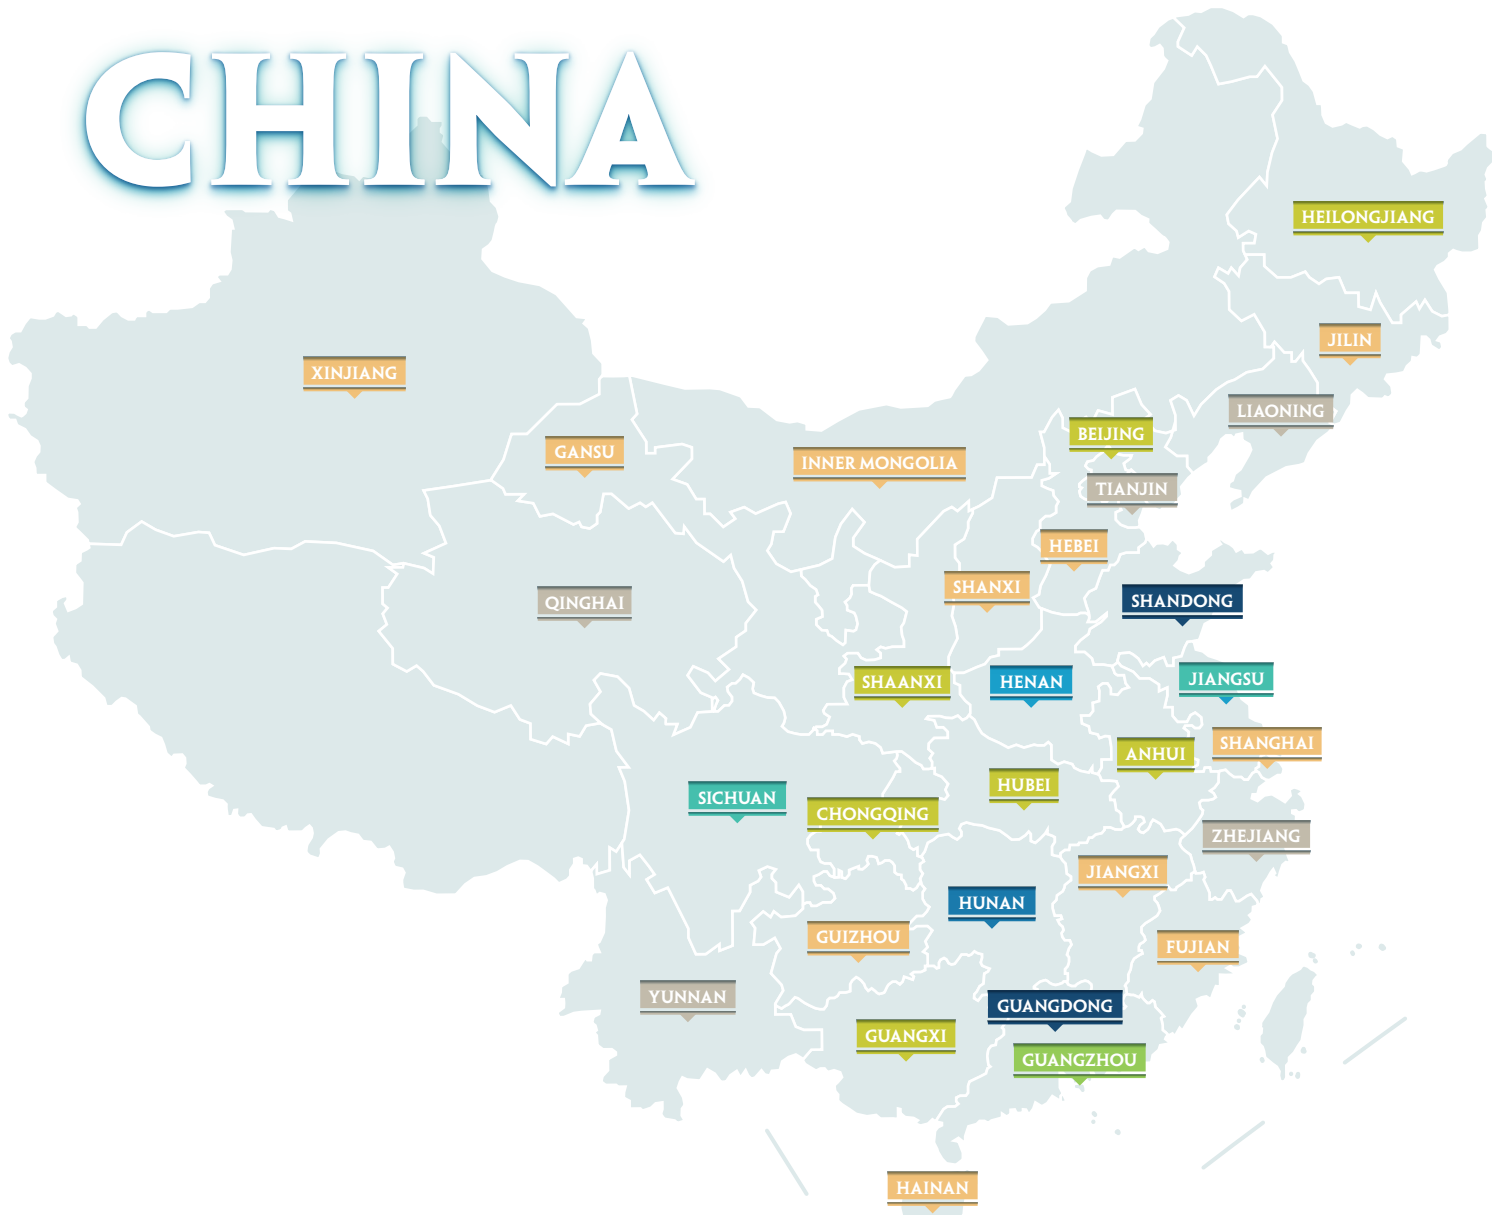 CHINA
HEILONGJIANG
JILIN
XINJIANG
LIAONING
BEIJING
GANSU
INNER MONGOLIA
TIANJIN
HEBEI
SHANXI
QINGHAI
SHANDONG
SHAANXI
HENAN
JIANGSU
SHANGHAI
ANHUI
HUBEI
SICHUAN
CHONGQING
ZHEJIANG
JIANGXI
HUNAN
GUIZHOU
FUJIAN
YUNNAN
GUANGDONG
GUANGXI
GUANGZHOU
HAINAN